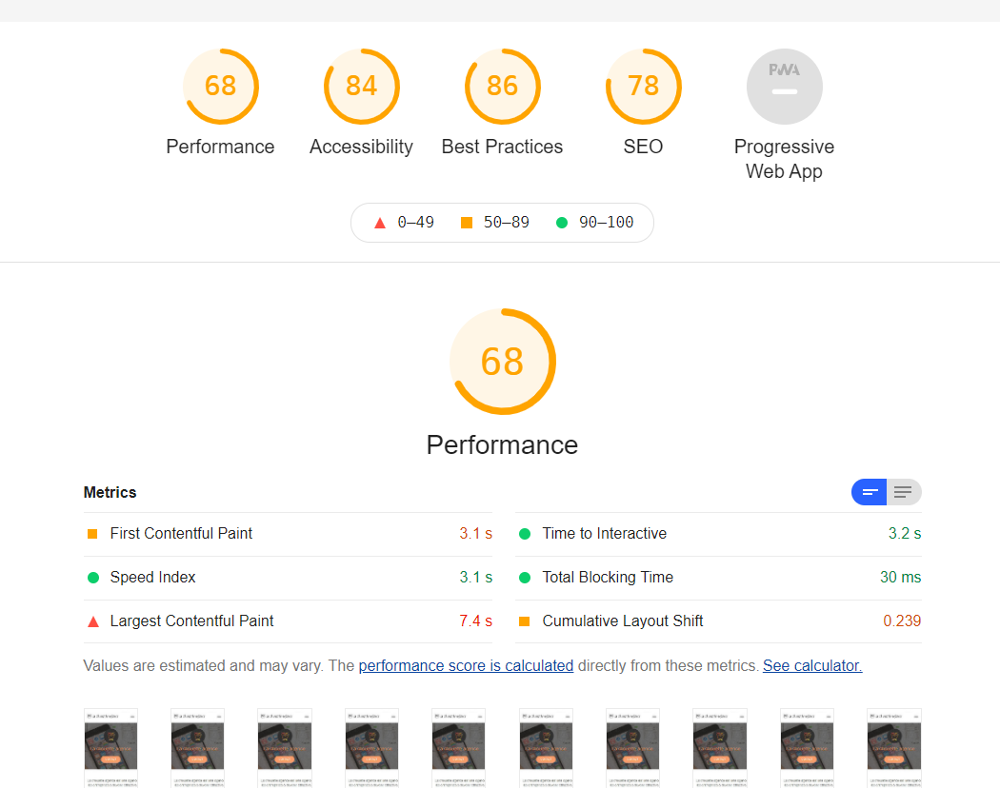 68
84
86
78
PWA
Performance
Accessibility
Best Practices
SEO
Progressive
Web App
0–49
50–89
90–100
68
Performance
Metrics
First Contentful Paint 3.1 s
Time to Interactive 3.2 s
Speed Index 3.1 s
Total Blocking Time 30 ms
Largest Contentful Paint 7.4 s
Cumulative Layout Shift 0.239
Values are estimated and may vary. The performance score is calculated directly from these metrics. See calculator.